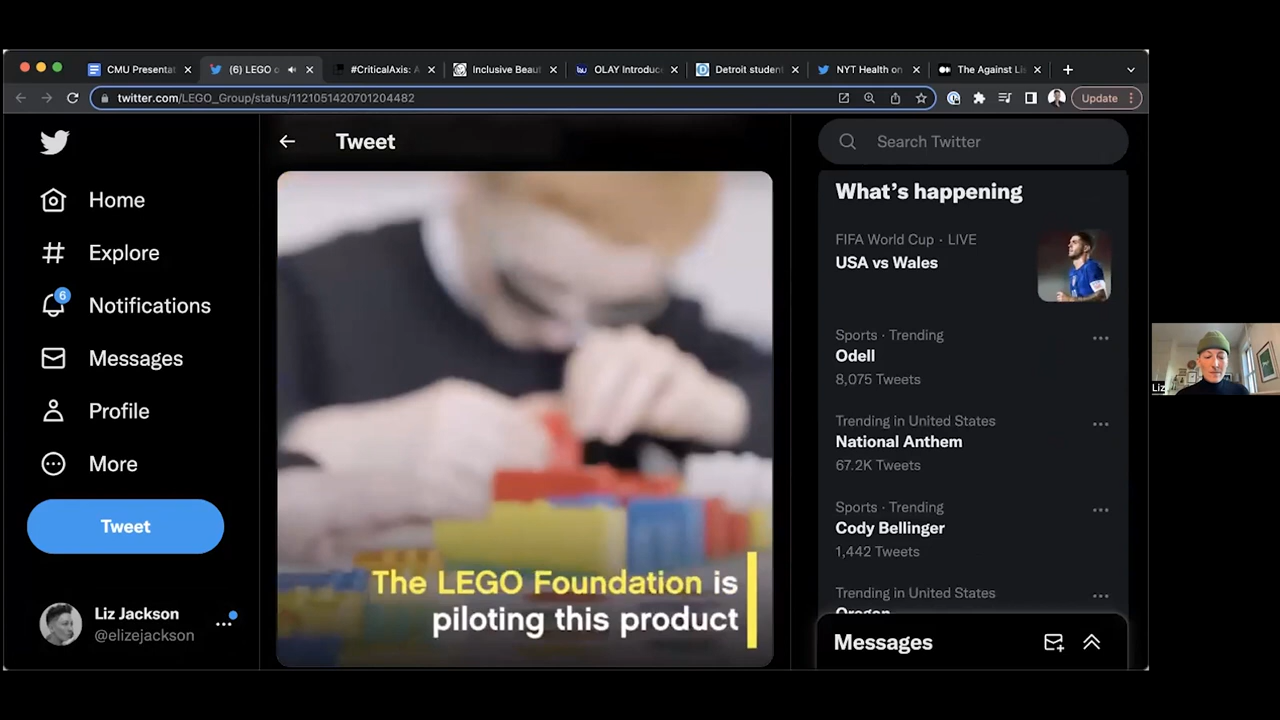 CMU Presentat
(6) LEGO o
#CriticalAxis: A
Inclusive Beau
OLAY Introduc
Detroit student
NYT Health on
The Against Li
twitter.com/LEGO_Group/status/1121051420701204482
Update
Tweet
Search Twitter
Home
Explore
6
Notifications
Messages
Profile
More
Tweet
Liz Jackson
@elizejackson
The LEGO Foundation is
piloting this product
What's happening
FIFA World Cup · LIVE
USA vs Wales
Sports · Trending
Odell
8,075 Tweets
Trending in United States
National Anthem
67.2K Tweets
Sports · Trending
Cody Bellinger
1,442 Tweets
Trending in United States
Messages
Liz